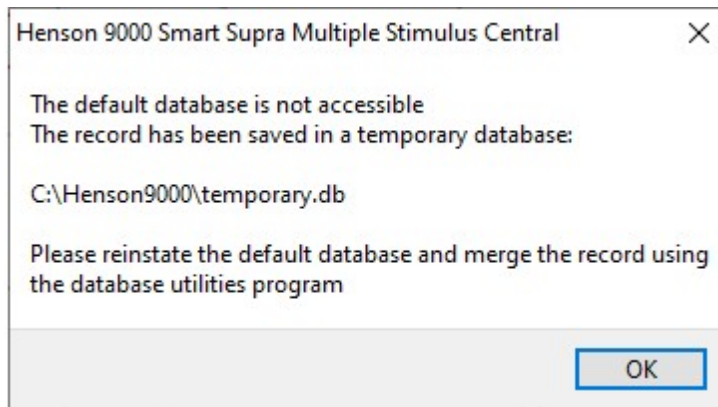 Henson 9000 Smart Supra Multiple Stimulus Central
The default database is not accessible
The record has been saved in a temporary database:
C:\Henson9000\temporary.db
Please reinstate the default database and merge the record using
the database utilities program
OK